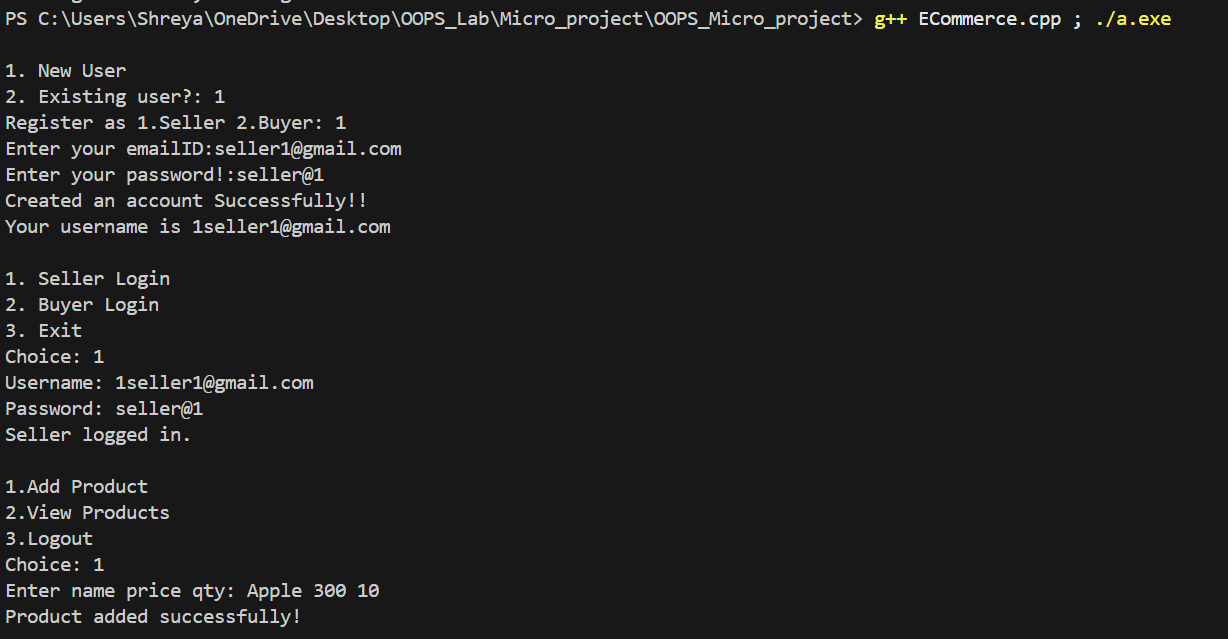 PS C:\Users\Shreya\OneDrive\Desktop\OOPS_Lab\Micro_project\OOPS_Micro_project> g++ ECommerce.cpp ; ./a.exe
1. New User
2. Existing user?: 1
Register as 1.Seller 2.Buyer: 1
Enter your emailID:seller1@gmail.com
Enter your password!:seller@1
Created an account Successfully!!
Your username is 1seller1@gmail.com
1. Seller Login
2. Buyer Login
3. Exit
Choice: 1
Username: 1seller1@gmail.com
Password: seller@1
Seller logged in.
1.Add Product
2.View Products
3.Logout
Choice: 1
Enter name price qty: Apple 300 10
Product added successfully!